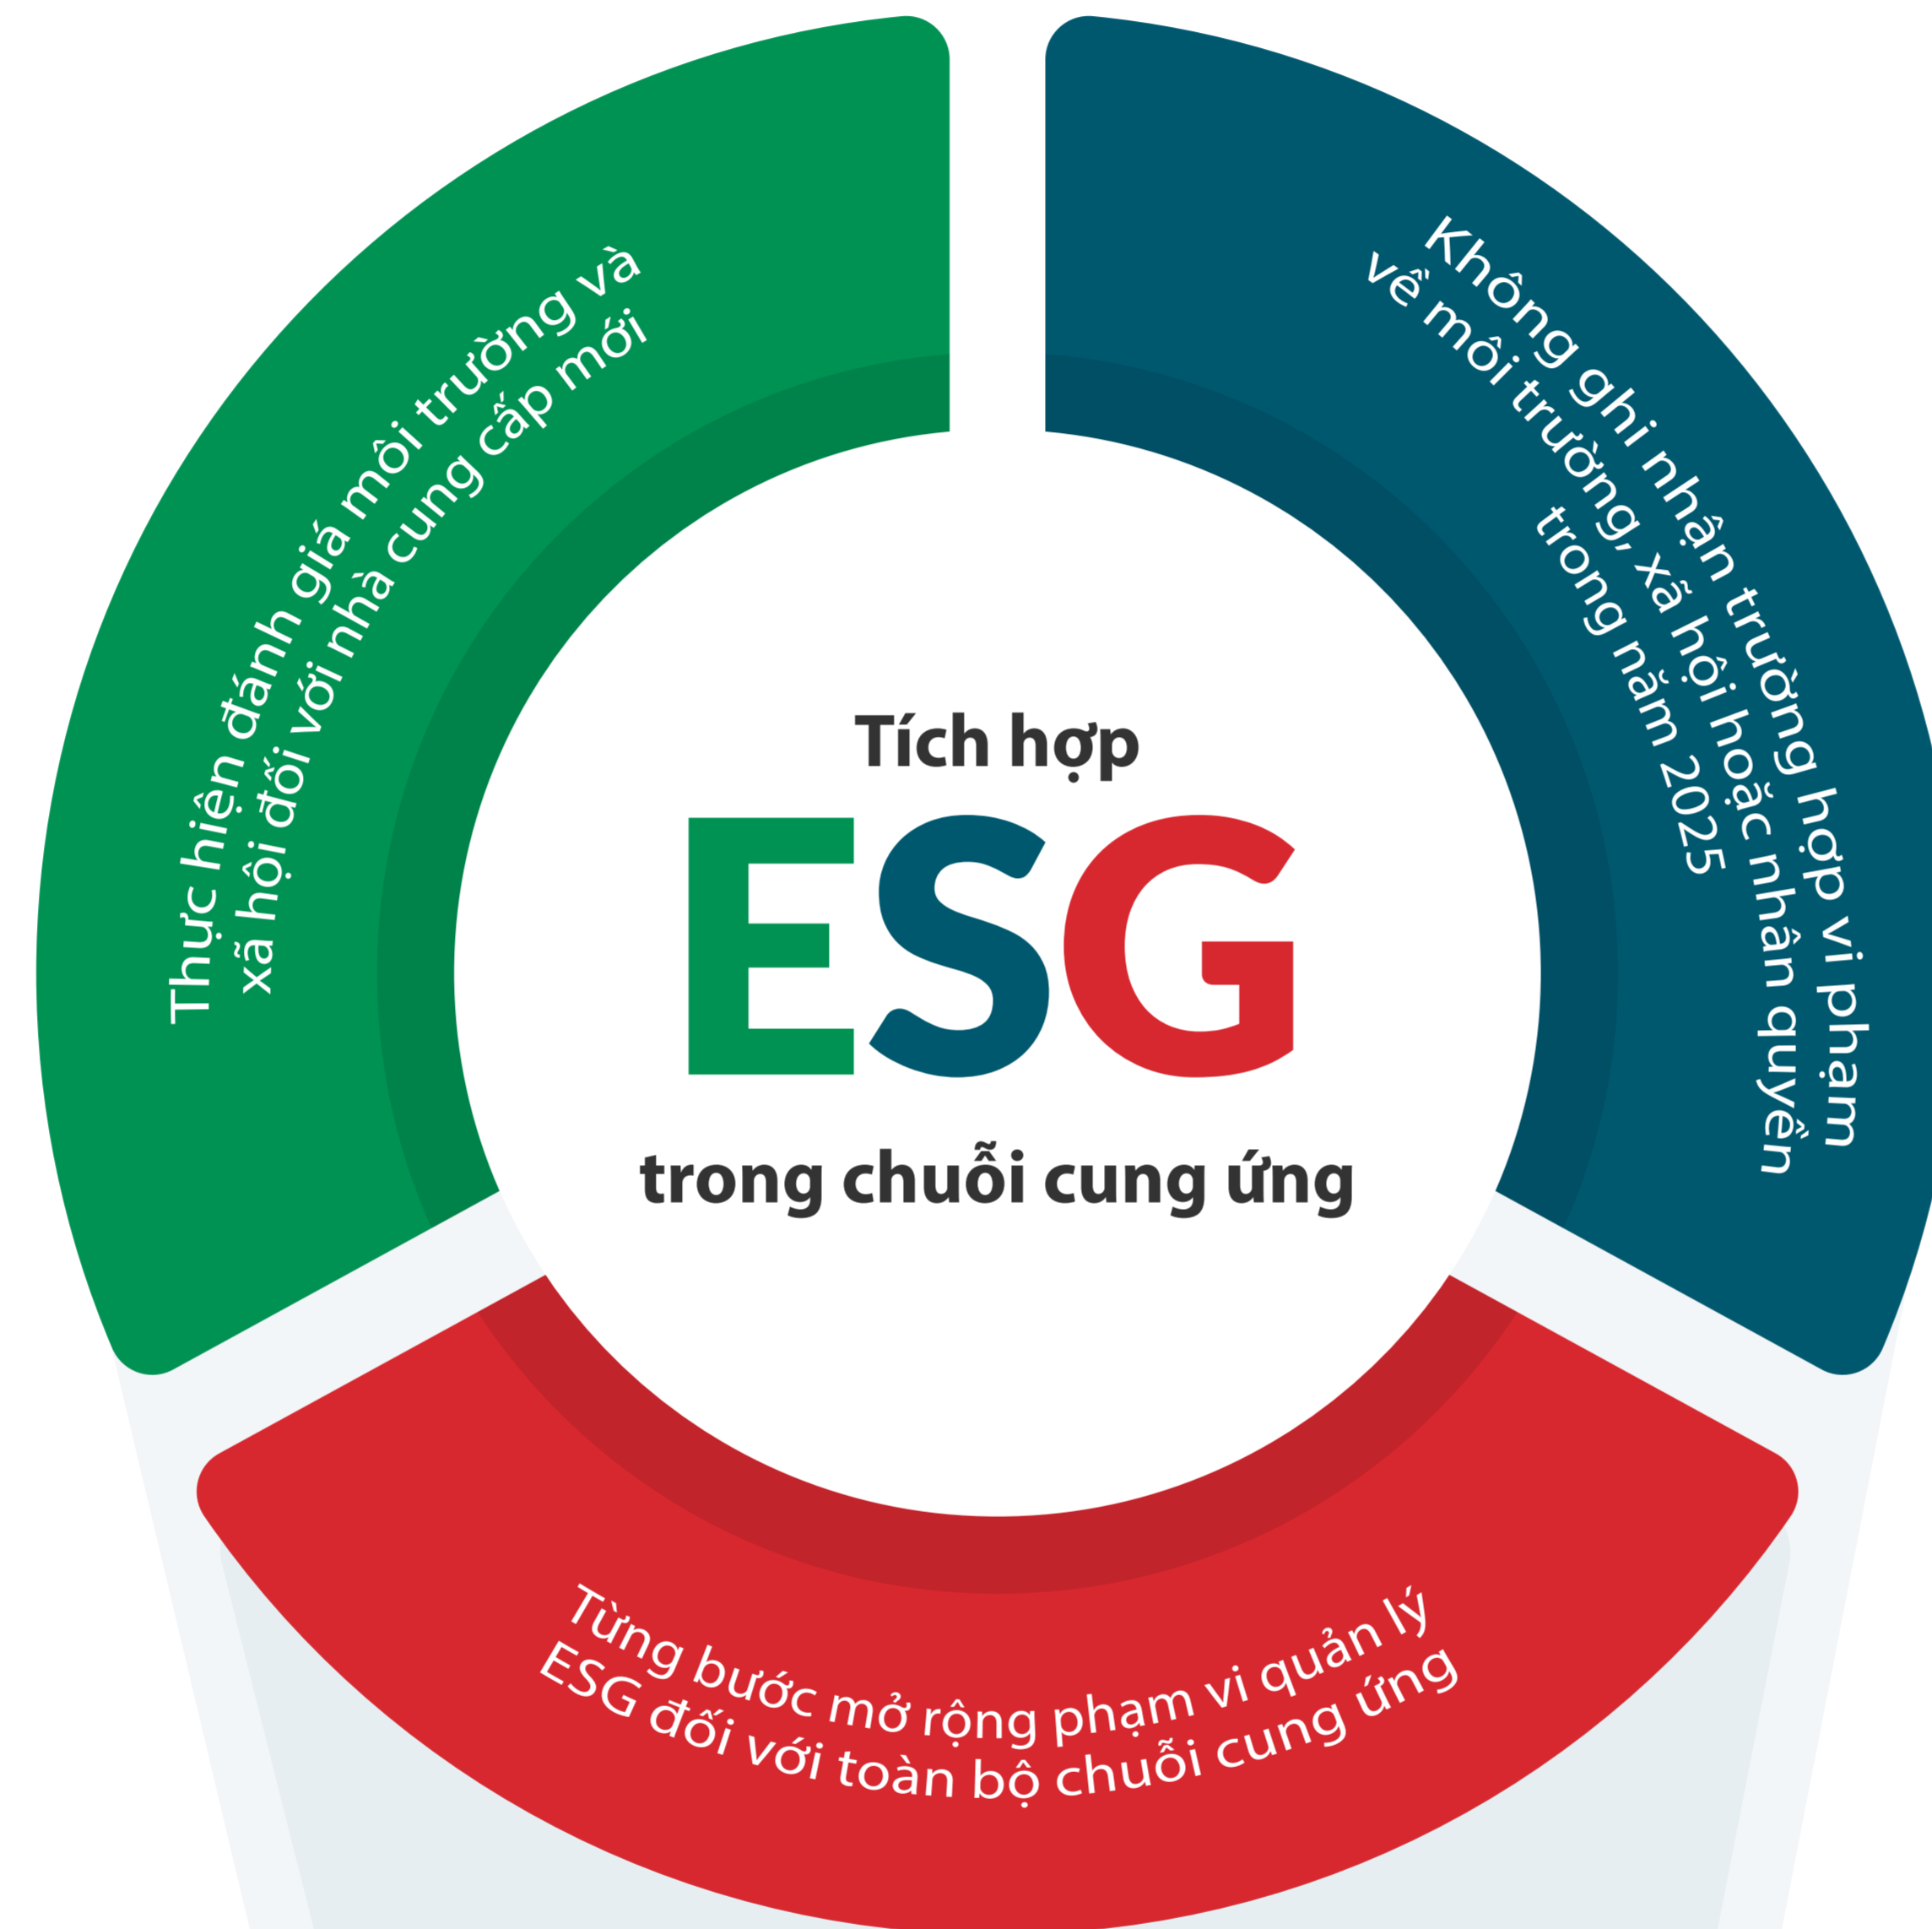 Tích hợp
ESG
trong chuỗi cung ứng
Thực hiện đánh giá môi trường và
xã hội đối với nhà cung cấp mới
Không ghi nhận trường hợp vi phạm
về môi trường, xã hội hoặc nhân quyền
trong năm 2025
Từng bước mở rộng phạm vi quản lý
ESG đối với toàn bộ chuỗi cung ứng